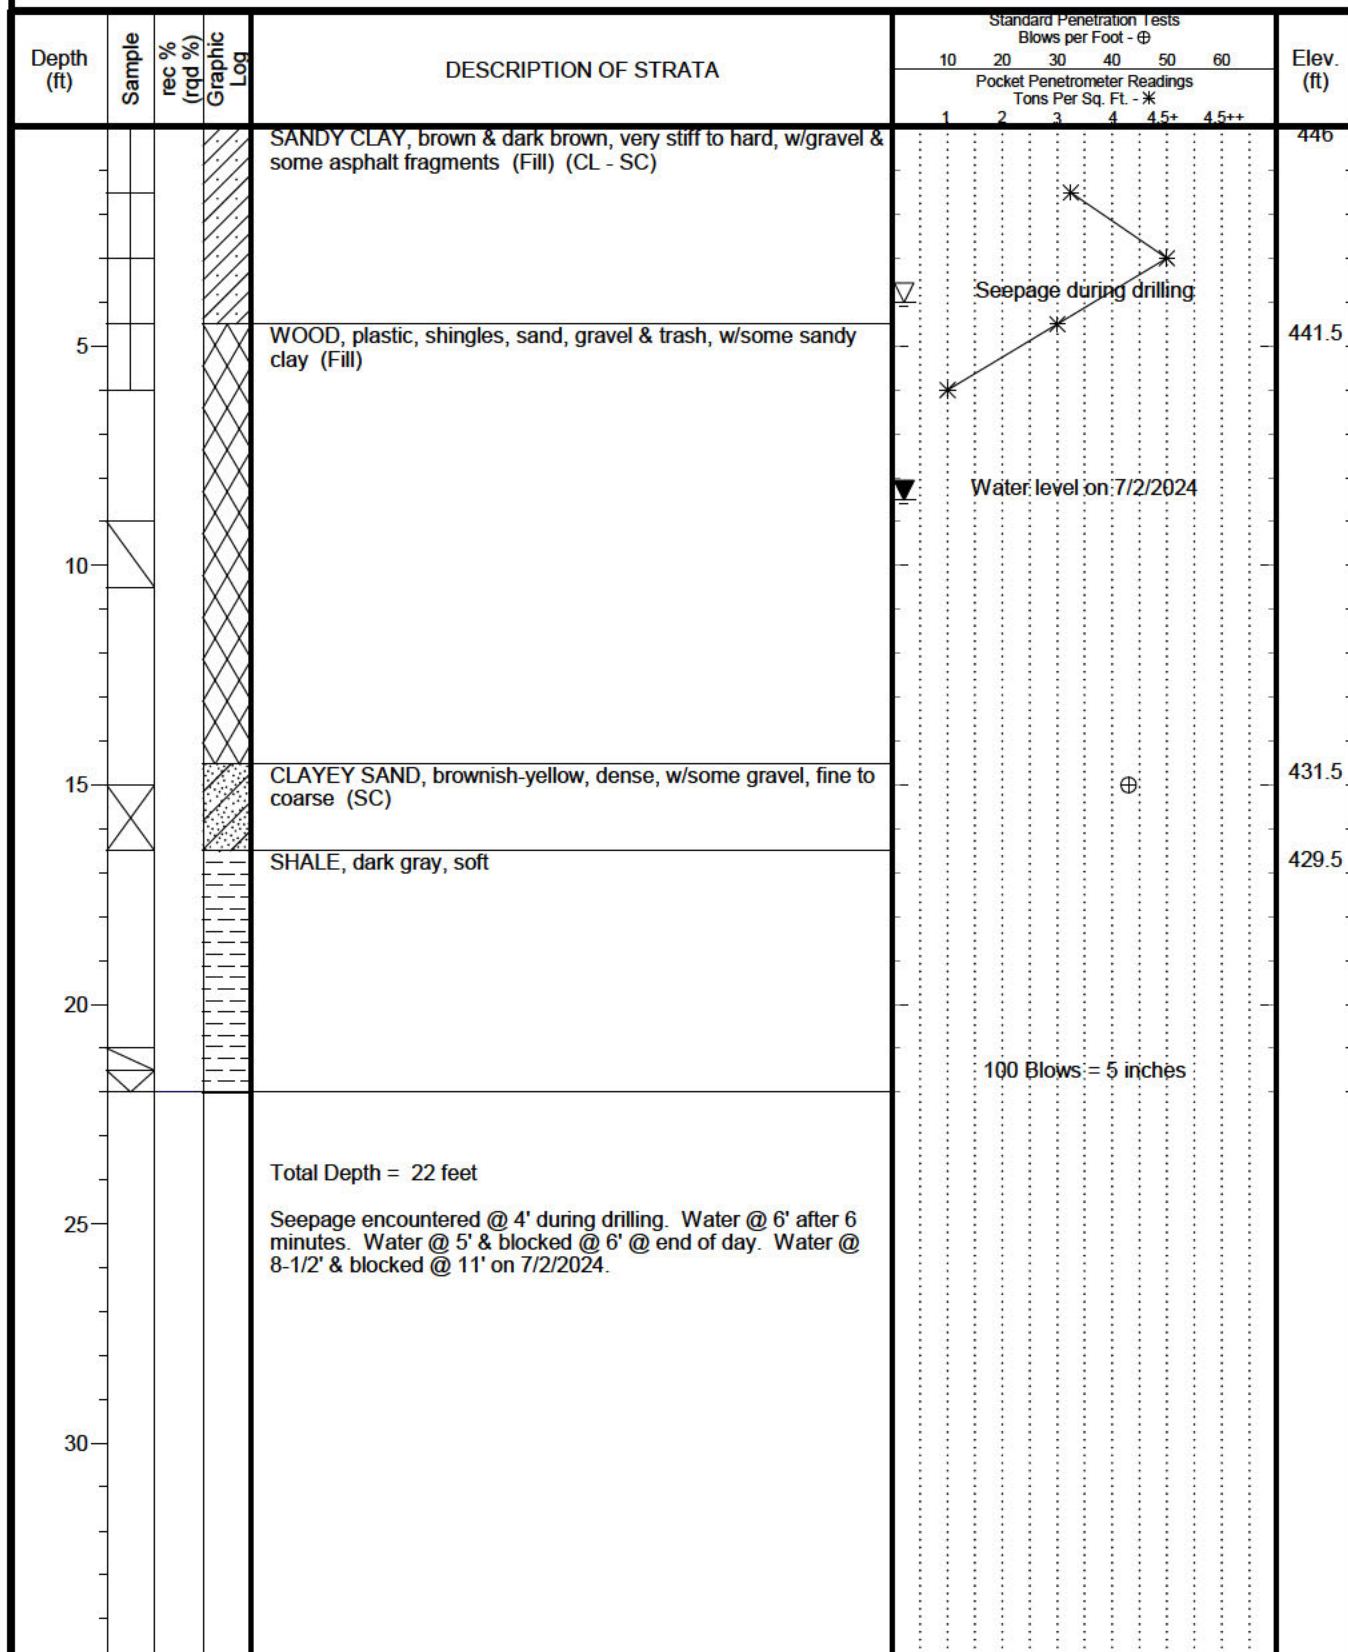 Depth
(ft)
Sample
rec %
(rqd %)
Graphic
Log
DESCRIPTION OF STRATA
Standard Penetration Tests
Blows per Foot - ⊕
10 20 30 40 50 60
Pocket Penetrometer Readings
Tons Per Sq. Ft. - *
1 2 3 4 4.5+ 4.5++
Elev.
(ft)
SANDY CLAY, brown & dark brown, very stiff to hard, w/gravel &
some asphalt fragments (Fill) (CL - SC)
446
Seepage during drilling
5
WOOD, plastic, shingles, sand, gravel & trash, w/some sandy
clay (Fill)
441.5
Water level on 7/2/2024
10
15
CLAYEY SAND, brownish-yellow, dense, w/some gravel, fine to
coarse (SC)
431.5
SHALE, dark gray, soft
429.5
20
100 Blows = 5 inches
Total Depth = 22 feet
25
Seepage encountered @ 4' during drilling. Water @ 6' after 6
minutes. Water @ 5' & blocked @ 6' @ end of day. Water @
8-1/2' & blocked @ 11' on 7/2/2024.
30